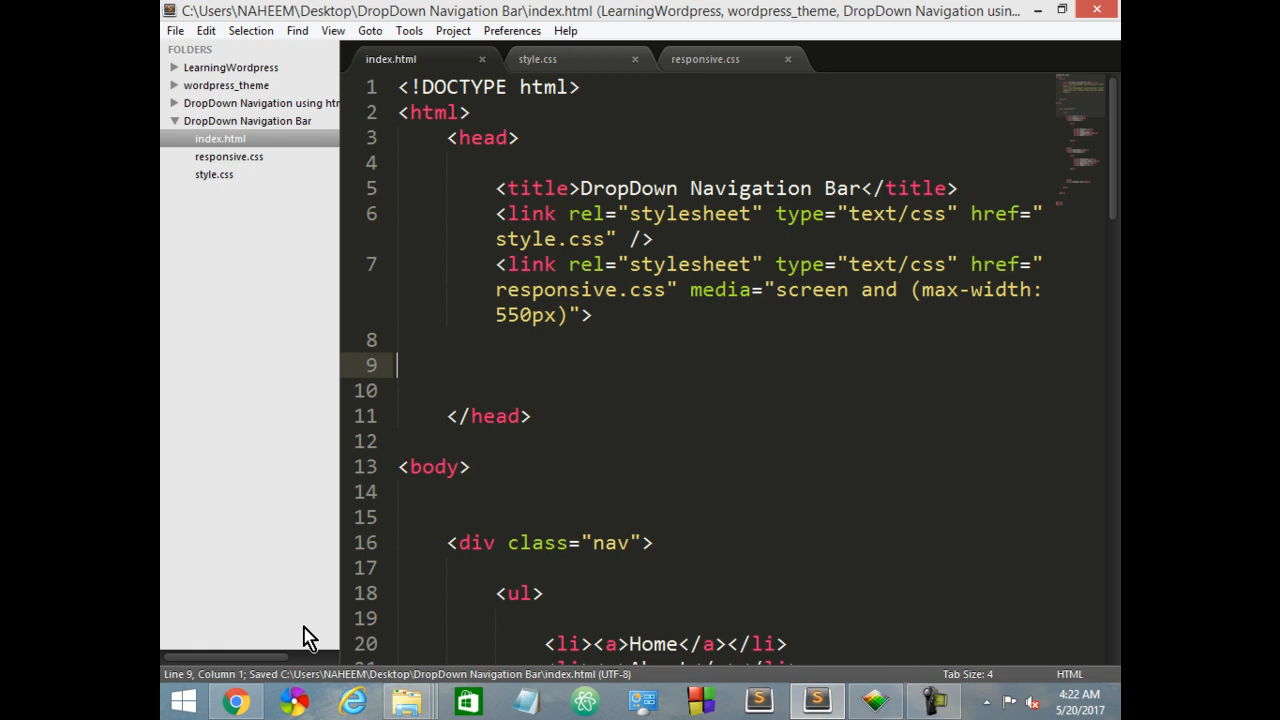 C:\Users\NAHEEM\Desktop\DropDown Navigation Bar\index.html (LearningWordpress, wordpress_theme, DropDown Navigation usin...
File Edit Selection Find View Goto Tools Project Preferences Help
FOLDERS
LearningWordpress
wordpress_theme
DropDown Navigation using htm
DropDown Navigation Bar
index.html
responsive.css
style.css
index.html style.css responsive.css
1 <!DOCTYPE html>
2 <html>
3 <head>
4
5 <title>DropDown Navigation Bar</title>
6 <link rel="stylesheet" type="text/css" href="
style.css" />
7 <link rel="stylesheet" type="text/css" href="
responsive.css" media="screen and (max-width:
550px)">
8
9
10
11 </head>
12
13 <body>
14
15
16 <div class="nav">
17
18 <ul>
19
20 <li><a>Home</a></li>
Line 9, Column 1; Saved C:\Users\NAHEEM\Desktop\DropDown Navigation Bar\index.html (UTF-8) Tab Size: 4 HTML
4:22 AM
5/20/2017